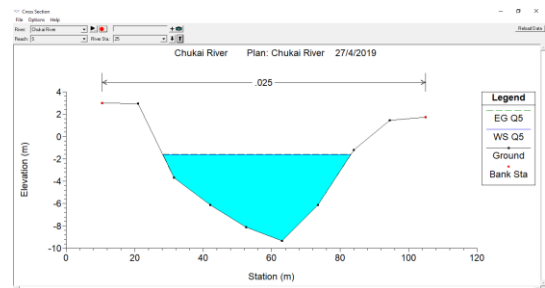 Cross Section
File Options Help
River: Chukai River
Reload Data
Reach: 5 River Sta.: 25
Chukai River Plan: Chukai River 27/4/2019
.025
4
2
0
-2
-4
-6
-8
-10
0 20 40 60 80 100 120
Elevation (m)
Station (m)
Legend
EG Q5
WS Q5
Ground
Bank Sta